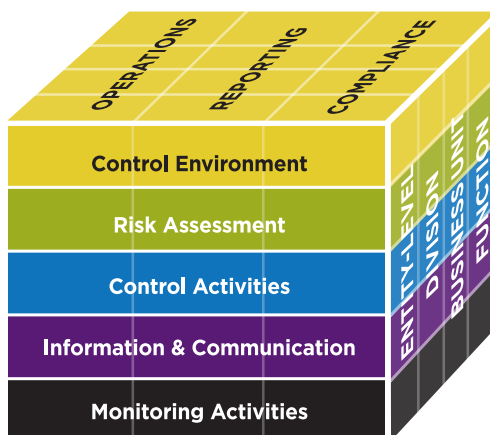 OPERATIONS
REPORTING
COMPLIANCE
Control Environment
Risk Assessment
Control Activities
Information & Communication
Monitoring Activities
ENTITY-LEVEL
DIVISION
BUSINESS UNIT
FUNCTION